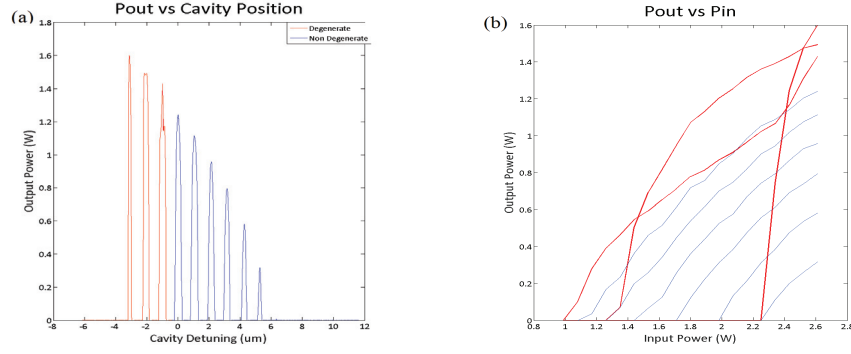 (a)
Pout vs Cavity Position
Degenerate
Non Degenerate
Output Power (W)
1.8
1.6
1.4
1.2
1
0.8
0.6
0.4
0.2
0
-8 -6 -4 -2 0 2 4 6 8 10 12
Cavity Detuning (um)
(b)
Pout vs Pin
Output Power (W)
1.6
1.4
1.2
1
0.8
0.6
0.4
0.2
0
0.8 1 1.2 1.4 1.6 1.8 2 2.2 2.4 2.6 2.8
Input Power (W)